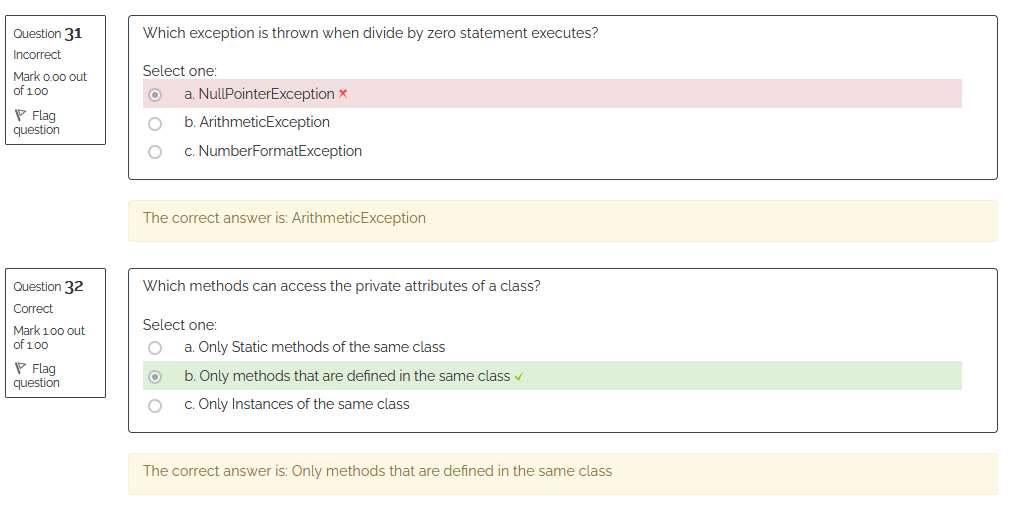 Question 31
Incorrect
Mark 0.00 out
of 1.00
Flag
question
Which exception is thrown when divide by zero statement executes?
Select one:
a. NullPointerException
b. ArithmeticException
c. NumberFormatException
The correct answer is: ArithmeticException
Question 32
Correct
Mark 1.00 out
of 1.00
Flag
question
Which methods can access the private attributes of a class?
Select one:
a. Only Static methods of the same class
b. Only methods that are defined in the same class
c. Only Instances of the same class
The correct answer is: Only methods that are defined in the same class